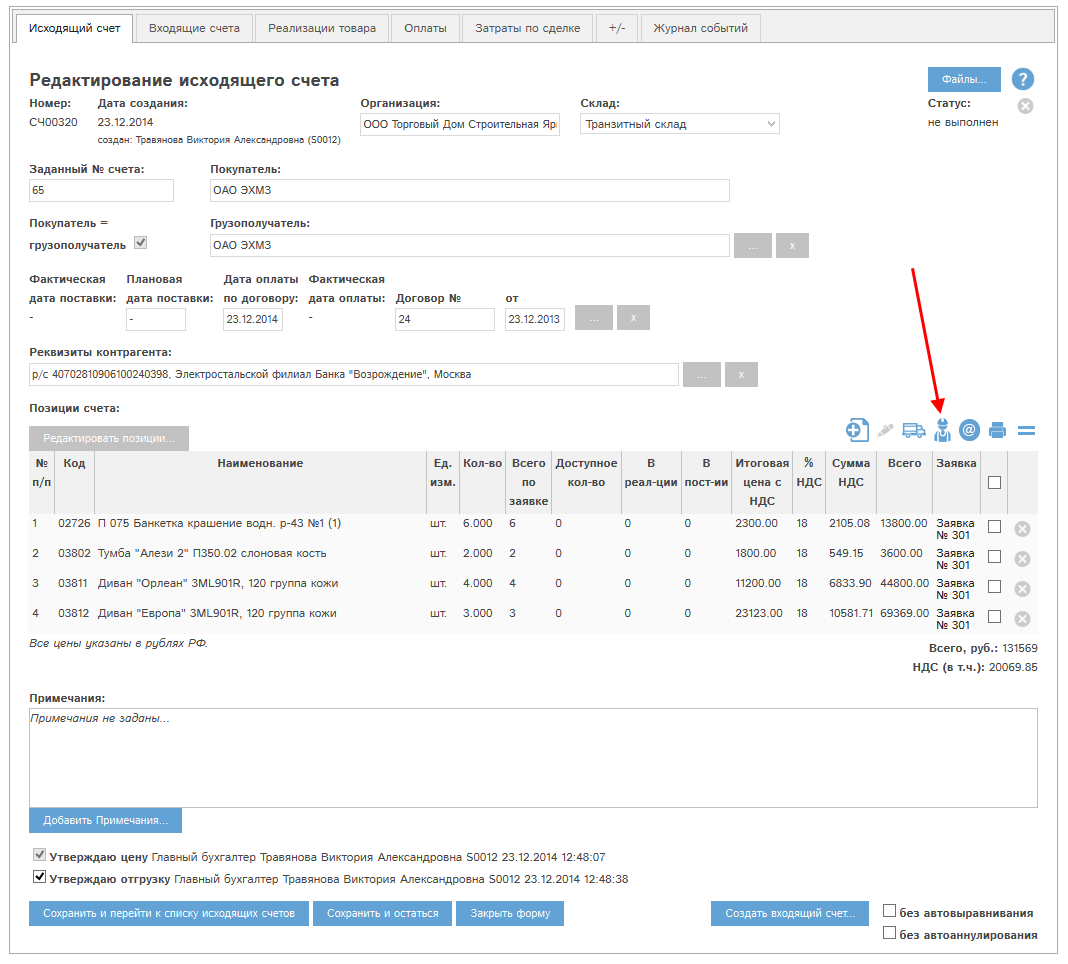 Исходящий счет Входящие счета Реализации товара Оплаты Затраты по сделке +/- Журнал событий
Редактирование исходящего счета Файлы... ?
Номер: Дата создания: Организация: Склад: Статус:
СЧ00320 23.12.2014 ООО Торговый Дом Строительная Яр Транзитный склад не выполнен
создан: Травянова Виктория Александровна (S0012)
Заданный № счета: Покупатель:
65 ОАО ЭХМЗ
Покупатель = Грузополучатель:
грузополучатель ОАО ЭХМЗ ... x
Фактическая Плановая Дата оплаты Фактическая
дата поставки: дата поставки: по договору: дата оплаты: Договор № от
- - 23.12.2014 - 24 23.12.2013 ... x
Реквизиты контрагента:
р/с 40702810906100240398, Электростальской филиал Банка "Возрождение", Москва ... x
Позиции счета:
Редактировать позиции... @
№ Код Наименование Ед. Кол-во Всего Доступное В В Итоговая % Сумма Всего Заявка
п/п изм. по кол-во реал-ции пост-ии цена с НДС НДС
заявке НДС
1 02726 П 075 Банкетка крашение водн. р-43 №1 (1) шт. 6.000 6 0 0 0 2300.00 18 2105.08 13800.00 Заявка
№ 301
2 03802 Тумба "Алези 2" П350.02 слоновая кость шт. 2.000 2 0 0 0 1800.00 18 549.15 3600.00 Заявка
№ 301
3 03811 Диван "Орлеан" 3ML901R, 120 группа кожи шт. 4.000 4 0 0 0 11200.00 18 6833.90 44800.00 Заявка
№ 301
4 03812 Диван "Европа" 3ML901R, 120 группа кожи шт. 3.000 3 0 0 0 23123.00 18 10581.71 69369.00 Заявка
№ 301
Все цены указаны в рублях РФ. Всего, руб.: 131569
НДС (в т.ч.): 20069.85
Примечания:
Примечания не заданы...
Добавить Примечания...
Утверждаю цену Главный бухгалтер Травянова Виктория Александровна S0012 23.12.2014 12:48:07
Утверждаю отгрузку Главный бухгалтер Травянова Виктория Александровна S0012 23.12.2014 12:48:38
Сохранить и перейти к списку исходящих счетов Сохранить и остаться Закрыть форму Создать входящий счет... без автовыравнивания
без автоаннулирования